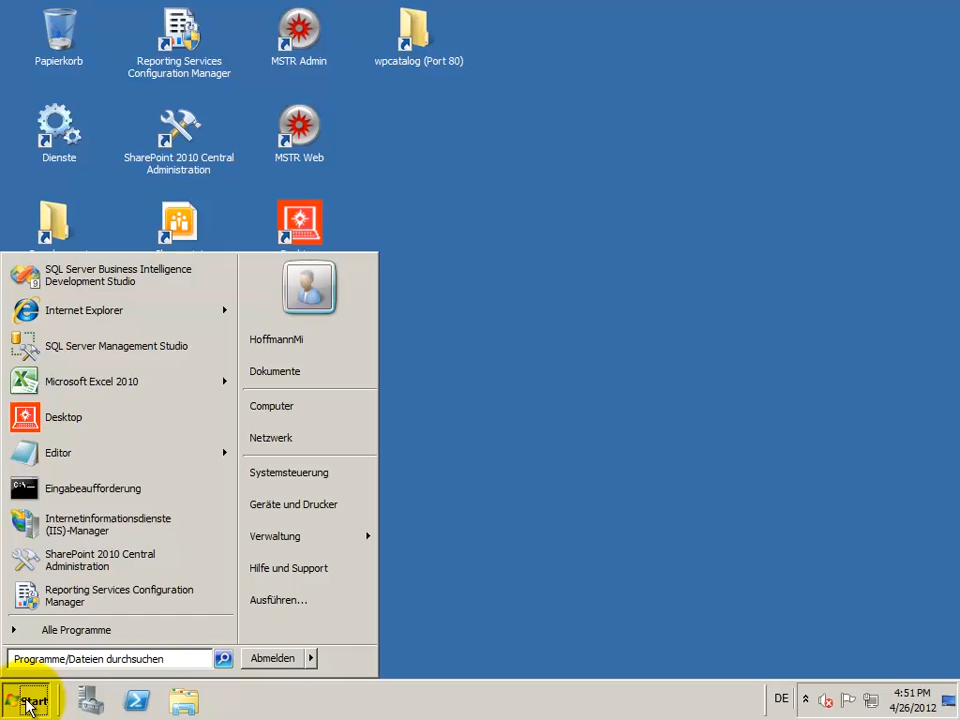 Papierkorb
Reporting Services
Configuration Manager
MSTR Admin
wpcatalog (Port 80)
Dienste
SharePoint 2010 Central
Administration
MSTR Web
SQL Server Business Intelligence
Development Studio
Internet Explorer
SQL Server Management Studio
Microsoft Excel 2010
Desktop
Editor
Eingabeaufforderung
Internetinformationsdienste
(IIS)-Manager
SharePoint 2010 Central
Administration
Reporting Services Configuration
Manager
Alle Programme
Programme/Dateien durchsuchen
HoffmannMi
Dokumente
Computer
Netzwerk
Systemsteuerung
Geräte und Drucker
Verwaltung
Hilfe und Support
Ausführen...
Abmelden
Start
DE
4:51 PM
4/26/2012